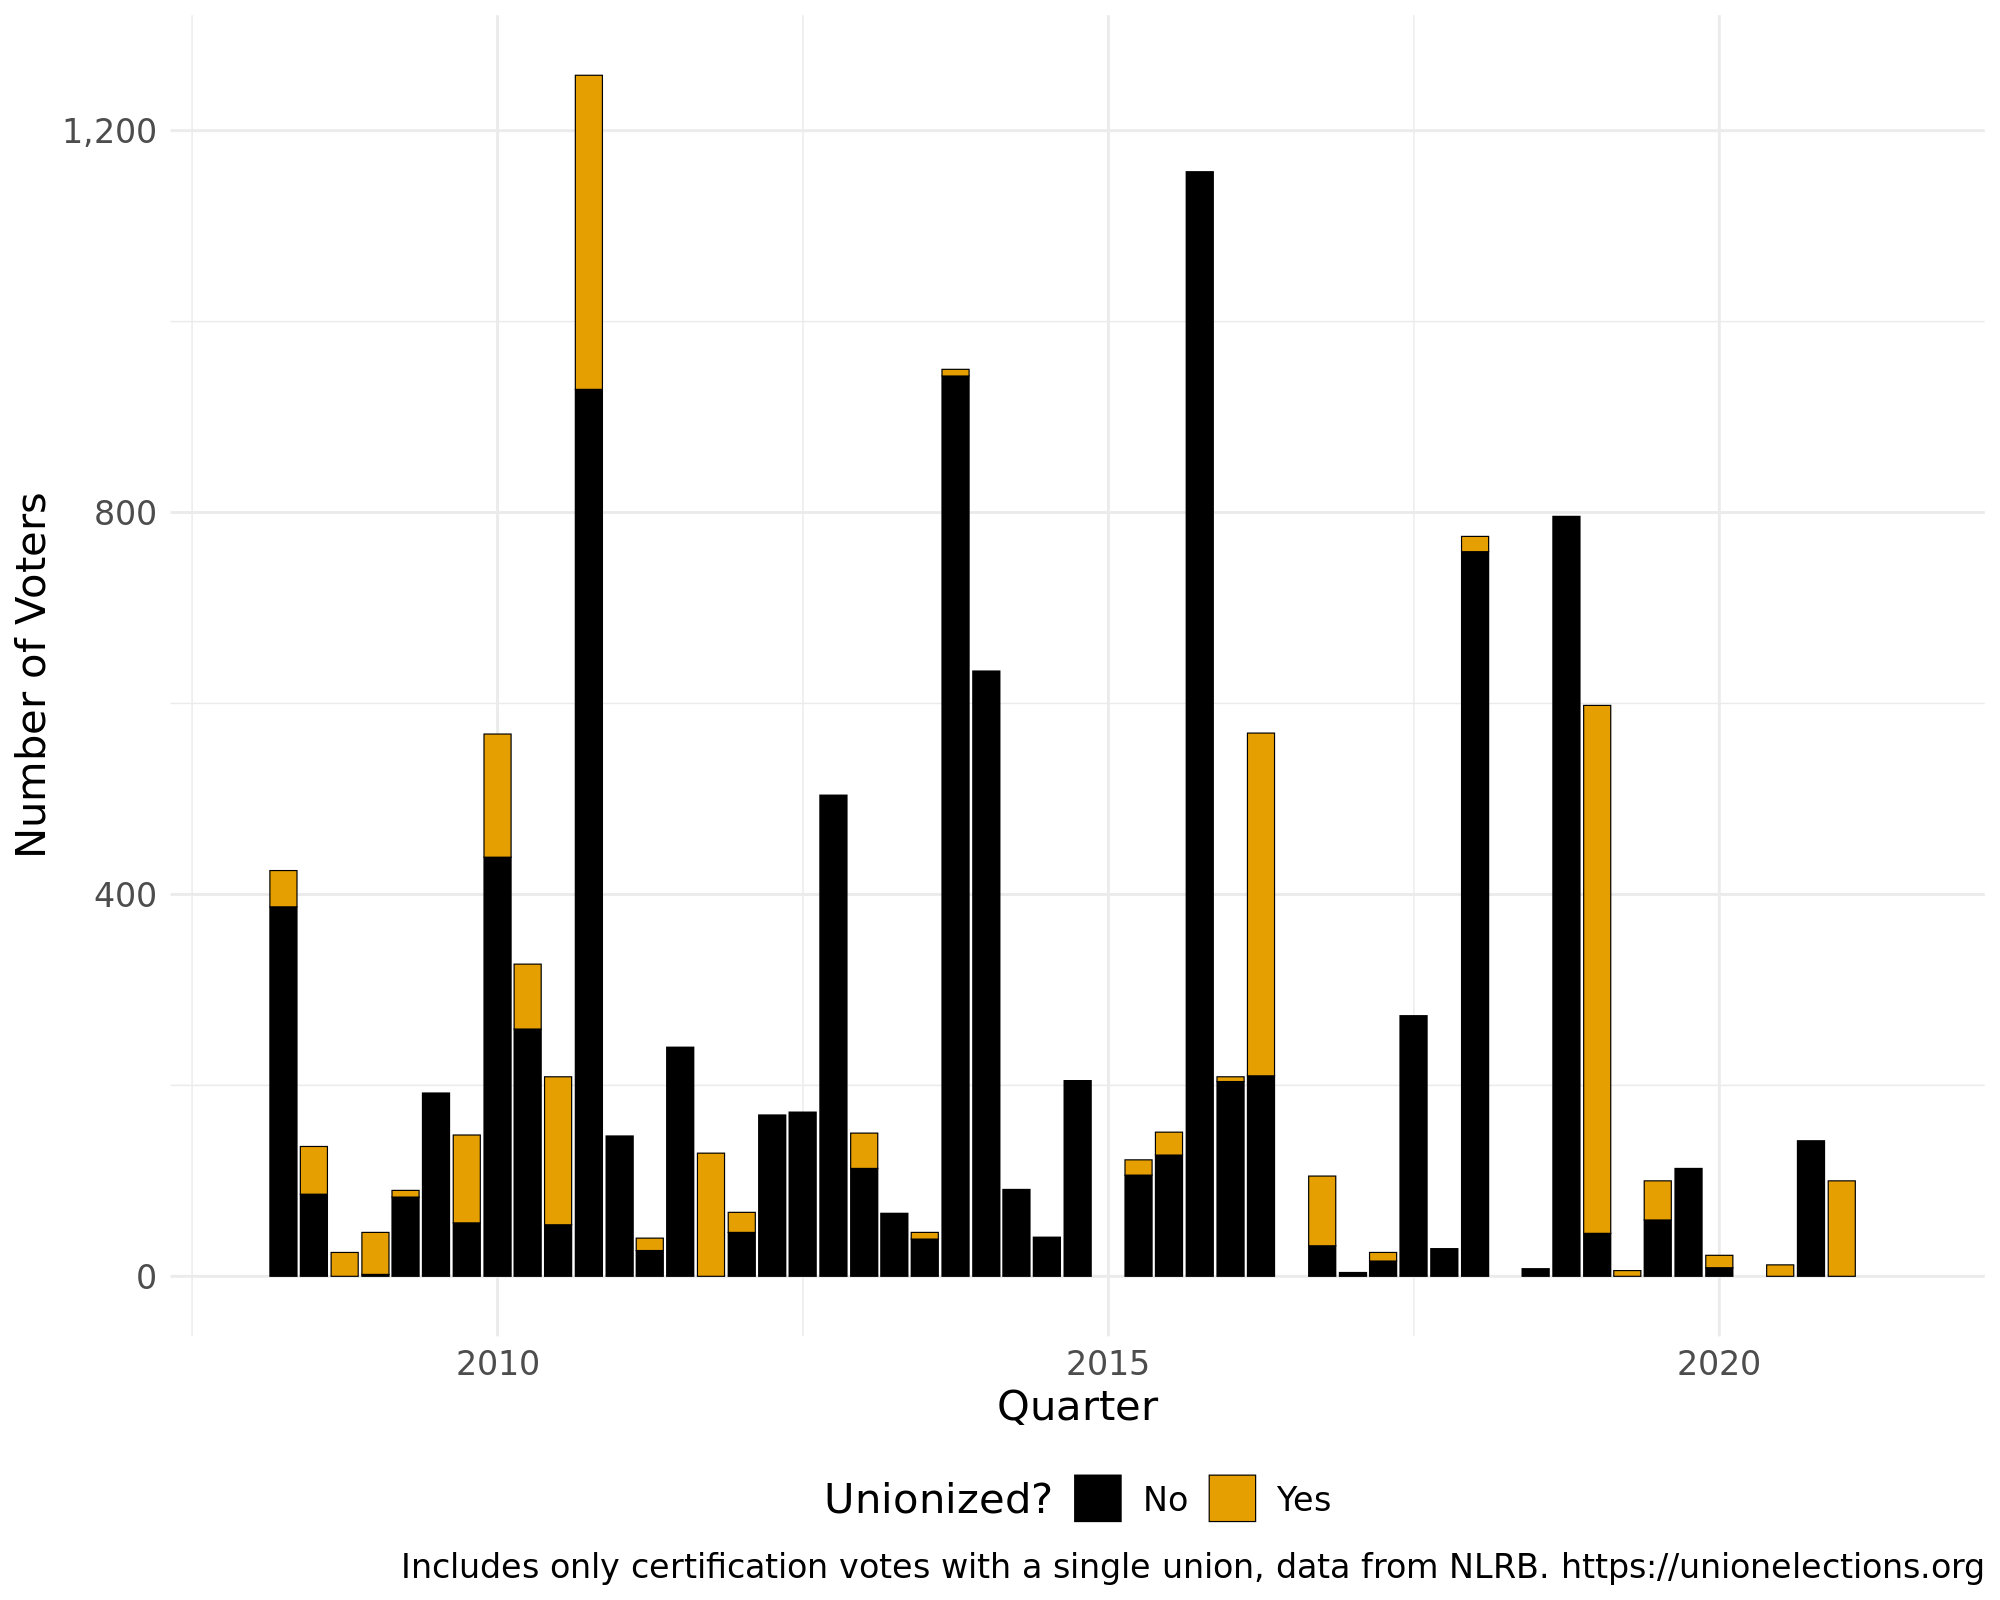 Number of Voters
1,200
800
400
0
2010 2015 2020
Quarter
Unionized? No Yes
Includes only certification votes with a single union, data from NLRB. https://unionelections.org